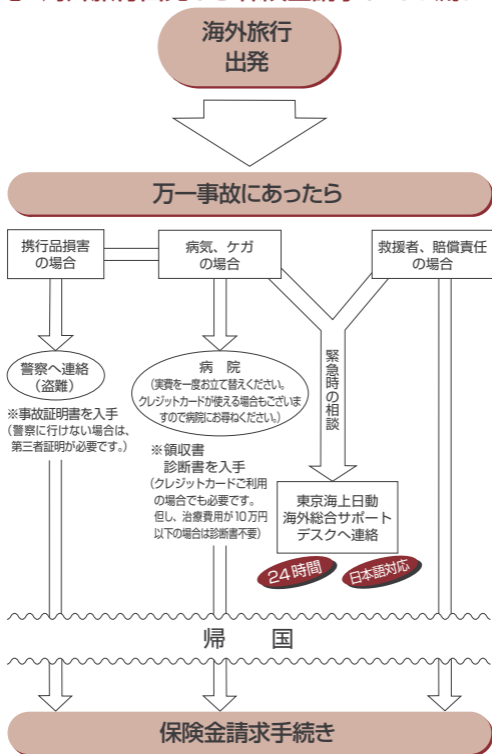 海外旅行
出発
万一事故にあったら
携行品損害
の場合
病気、ケガ
の場合
救援者、賠償責任
の場合
警察へ連絡
(盗難)
※事故証明書を入手
(警察に行けない場合は、
第三者証明が必要です。)
病　院
(実費を一度お立て替えください。
クレジットカードが使える場合もございま
すので病院にお尋ねください。)
※領収書
診断書を入手
(クレジットカードご利用
の場合でも必要です。
但し、治療費用が10万円
以下の場合は診断書不要)
緊急時の相談
東京海上日動
海外総合サポート
デスクへ連絡
24時間
日本語対応
帰　国
保険金請求手続き